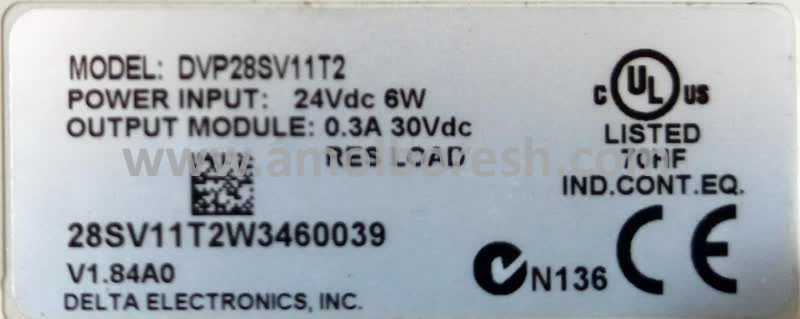 MODEL: DVP28SV11T2
POWER INPUT: 24Vdc 6W
OUTPUT MODULE: 0.3A 30Vdc
RES LOAD
www.amolboresh.com
28SV11T2W3460039
V1.84A0
DELTA ELECTRONICS, INC.
C UL US
LISTED
70HF
IND.CONT.EQ.
N136 CE